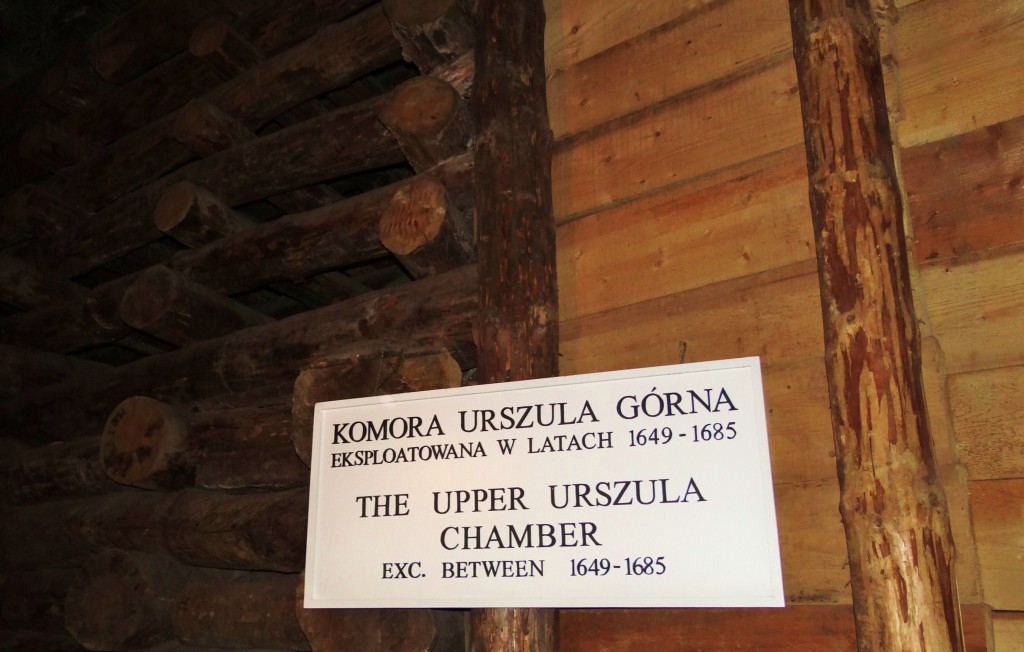 KOMORA URSZULA GÓRNA
EKSPLOATOWANA W LATACH 1649-1685
THE UPPER URSZULA
CHAMBER
EXC. BETWEEN 1649-1685